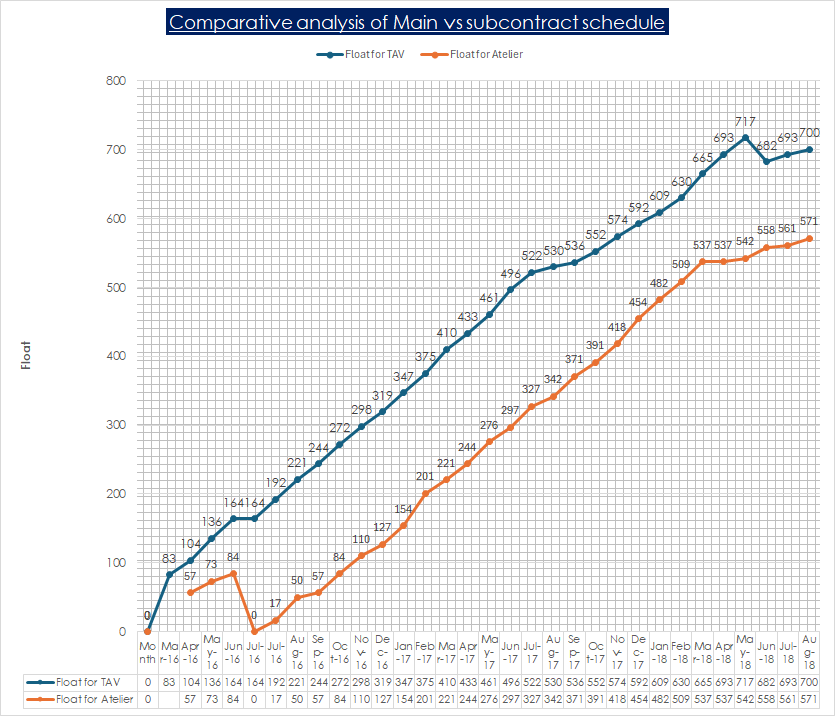 Comparative analysis of Main vs subcontract schedule
Float for TAV Float for Atelier
Float
800
700
600
500
400
300
200
100
0
0 83 104 136 164 164 192 221 244 272 298 319 347 375 410 433 461 496 522 530 536 552 574 592 609 630 665 693 717 682 693 700
0 57 73 84 0 17 50 57 84 110 127 154 201 221 244 276 297 327 342 371 391 418 454 482 509 537 537 542 558 561 571
Month Mar-16 Apr-16 May-16 Jun-16 Jul-16 Jul-16 Aug-16 Sep-16 Oct-16 Nov-16 Dec-16 Jan-17 Feb-17 Mar-17 Apr-17 May-17 Jun-17 Jul-17 Aug-17 Sep-17 Oct-17 Nov-17 Dec-17 Jan-18 Feb-18 Mar-18 Apr-18 May-18 Jun-18 Jul-18 Aug-18
Float for TAV 0 83 104 136 164 164 192 221 244 272 298 319 347 375 410 433 461 496 522 530 536 552 574 592 609 630 665 693 717 682 693 700
Float for Atelier 0 57 73 84 0 17 50 57 84 110 127 154 201 221 244 276 297 327 342 371 391 418 454 482 509 537 537 542 558 561 571